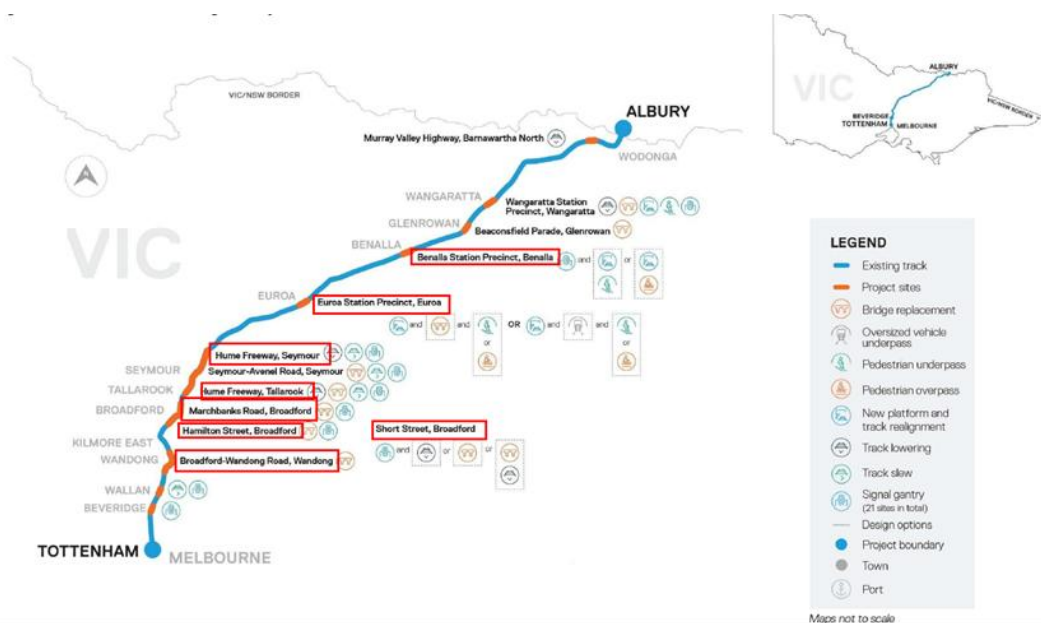 VIC/NSW BORDER
ALBURY
Murray Valley Highway, Barnawartha North
WODONGA
WANGARATTA
Wangaratta Station
Precinct, Wangaratta
GLENROWAN
Beaconsfield Parade, Glenrowan
BENALLA
Benalla Station Precinct, Benalla
and
or
EUROA
Euroa Station Precinct, Euroa
and
and
OR
and
and
or
or
Hume Freeway, Seymour
SEYMOUR
Seymour-Avenel Road, Seymour
TALLAROOK
Hume Freeway, Tallarook
BROADFORD
Marchbanks Road, Broadford
Hamilton Street, Broadford
Short Street, Broadford
KILMORE EAST
and
or
or
WANDONG
Broadford-Wandong Road, Wandong
WALLAN
BEVERIDGE
TOTTENHAM
MELBOURNE
VIC
N
VIC
ALBURY
VIC/NSW BORDER
BEVERIDGE
TOTTENHAM
MELBOURNE
LEGEND
Existing track
Project sites
Bridge replacement
Oversized vehicle
underpass
Pedestrian underpass
Pedestrian overpass
New platform and
track realignment
Track lowering
Track slew
Signal gantry
(21 sites in total)
Design options
Project boundary
Town
Port
Maps not to scale